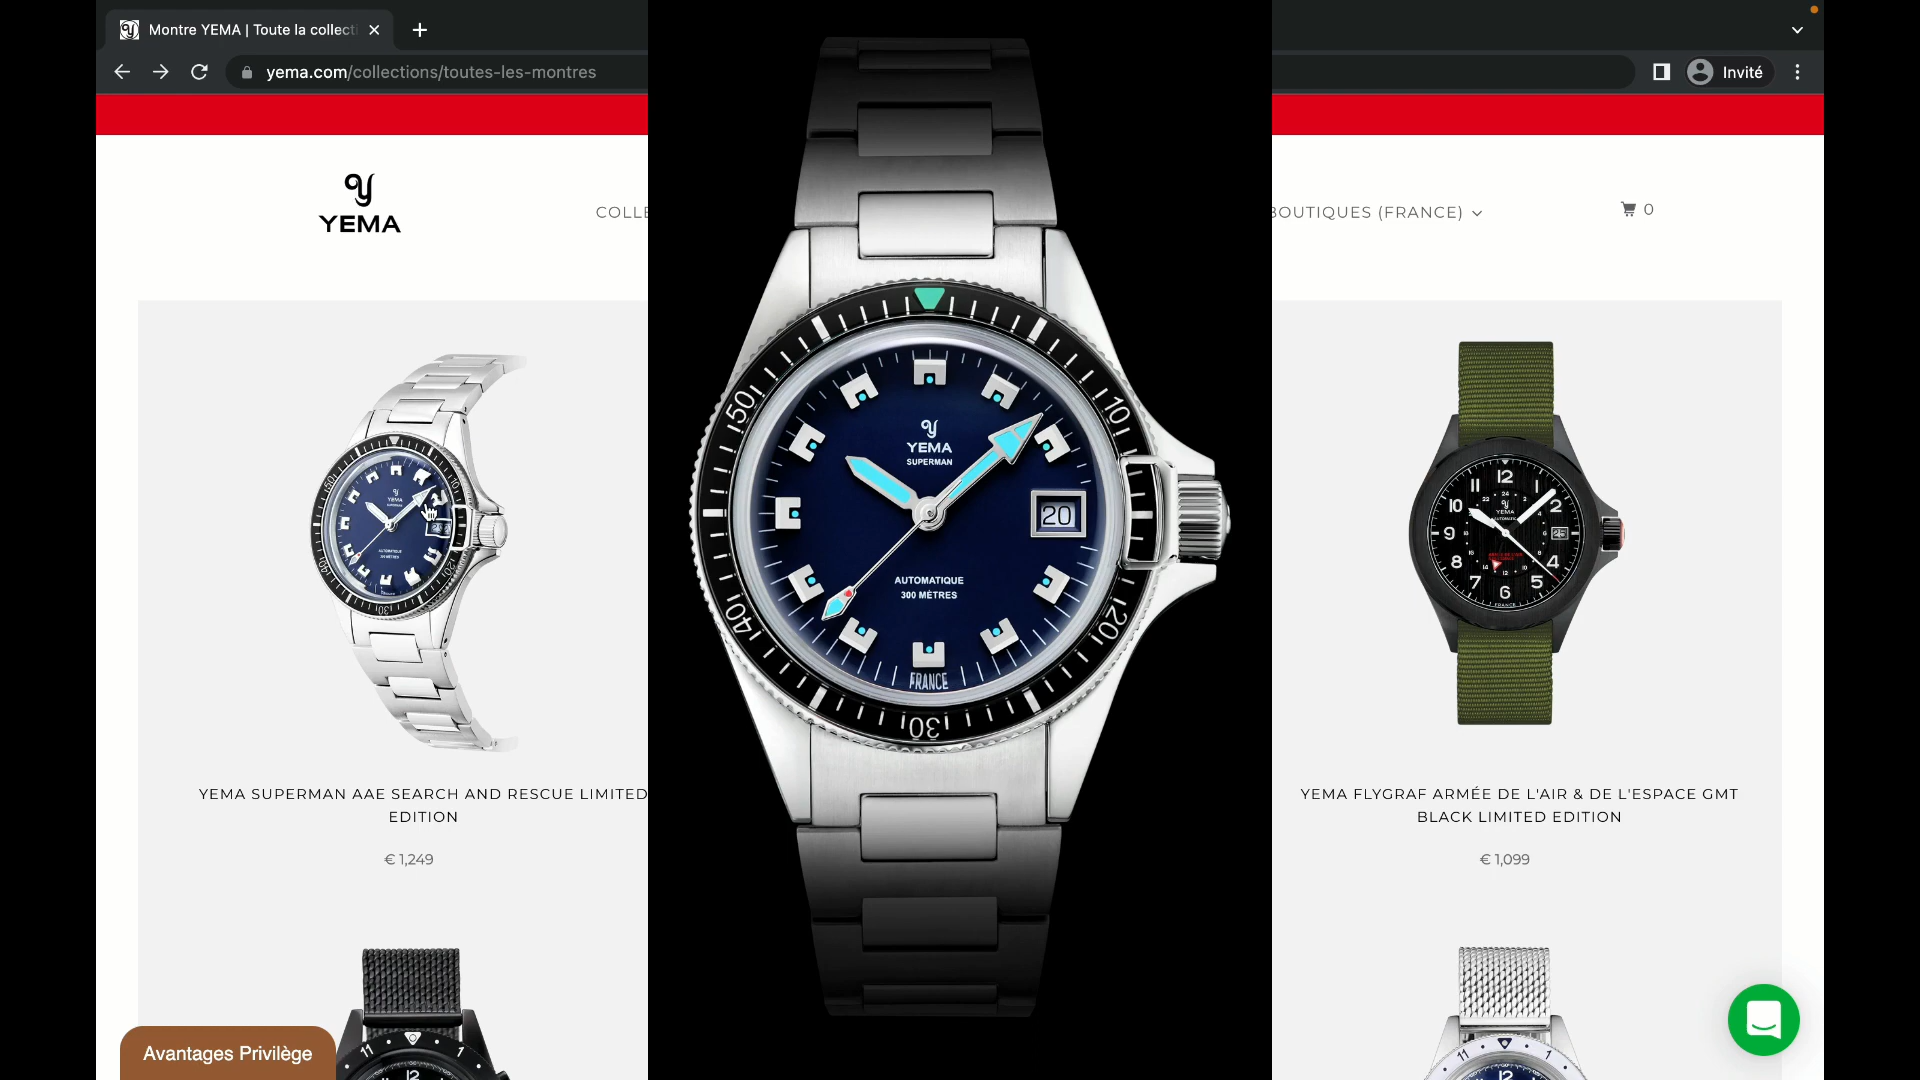 Montre YEMA | Toute la collecti
yema.com/collections/toutes-les-montres
Invité
YEMA
COLLE
BOUTIQUES (FRANCE)
0
50
10
YEMA
SUPERMAN
20
AUTOMATIQUE
300 MÈTRES
40
20
FRANCE
30
YEMA SUPERMAN AAE SEARCH AND RESCUE LIMITED
EDITION
€ 1,249
YEMA FLYGRAF ARMÉE DE L'AIR & DE L'ESPACE GMT
BLACK LIMITED EDITION
€ 1,099
Avantages Privilège